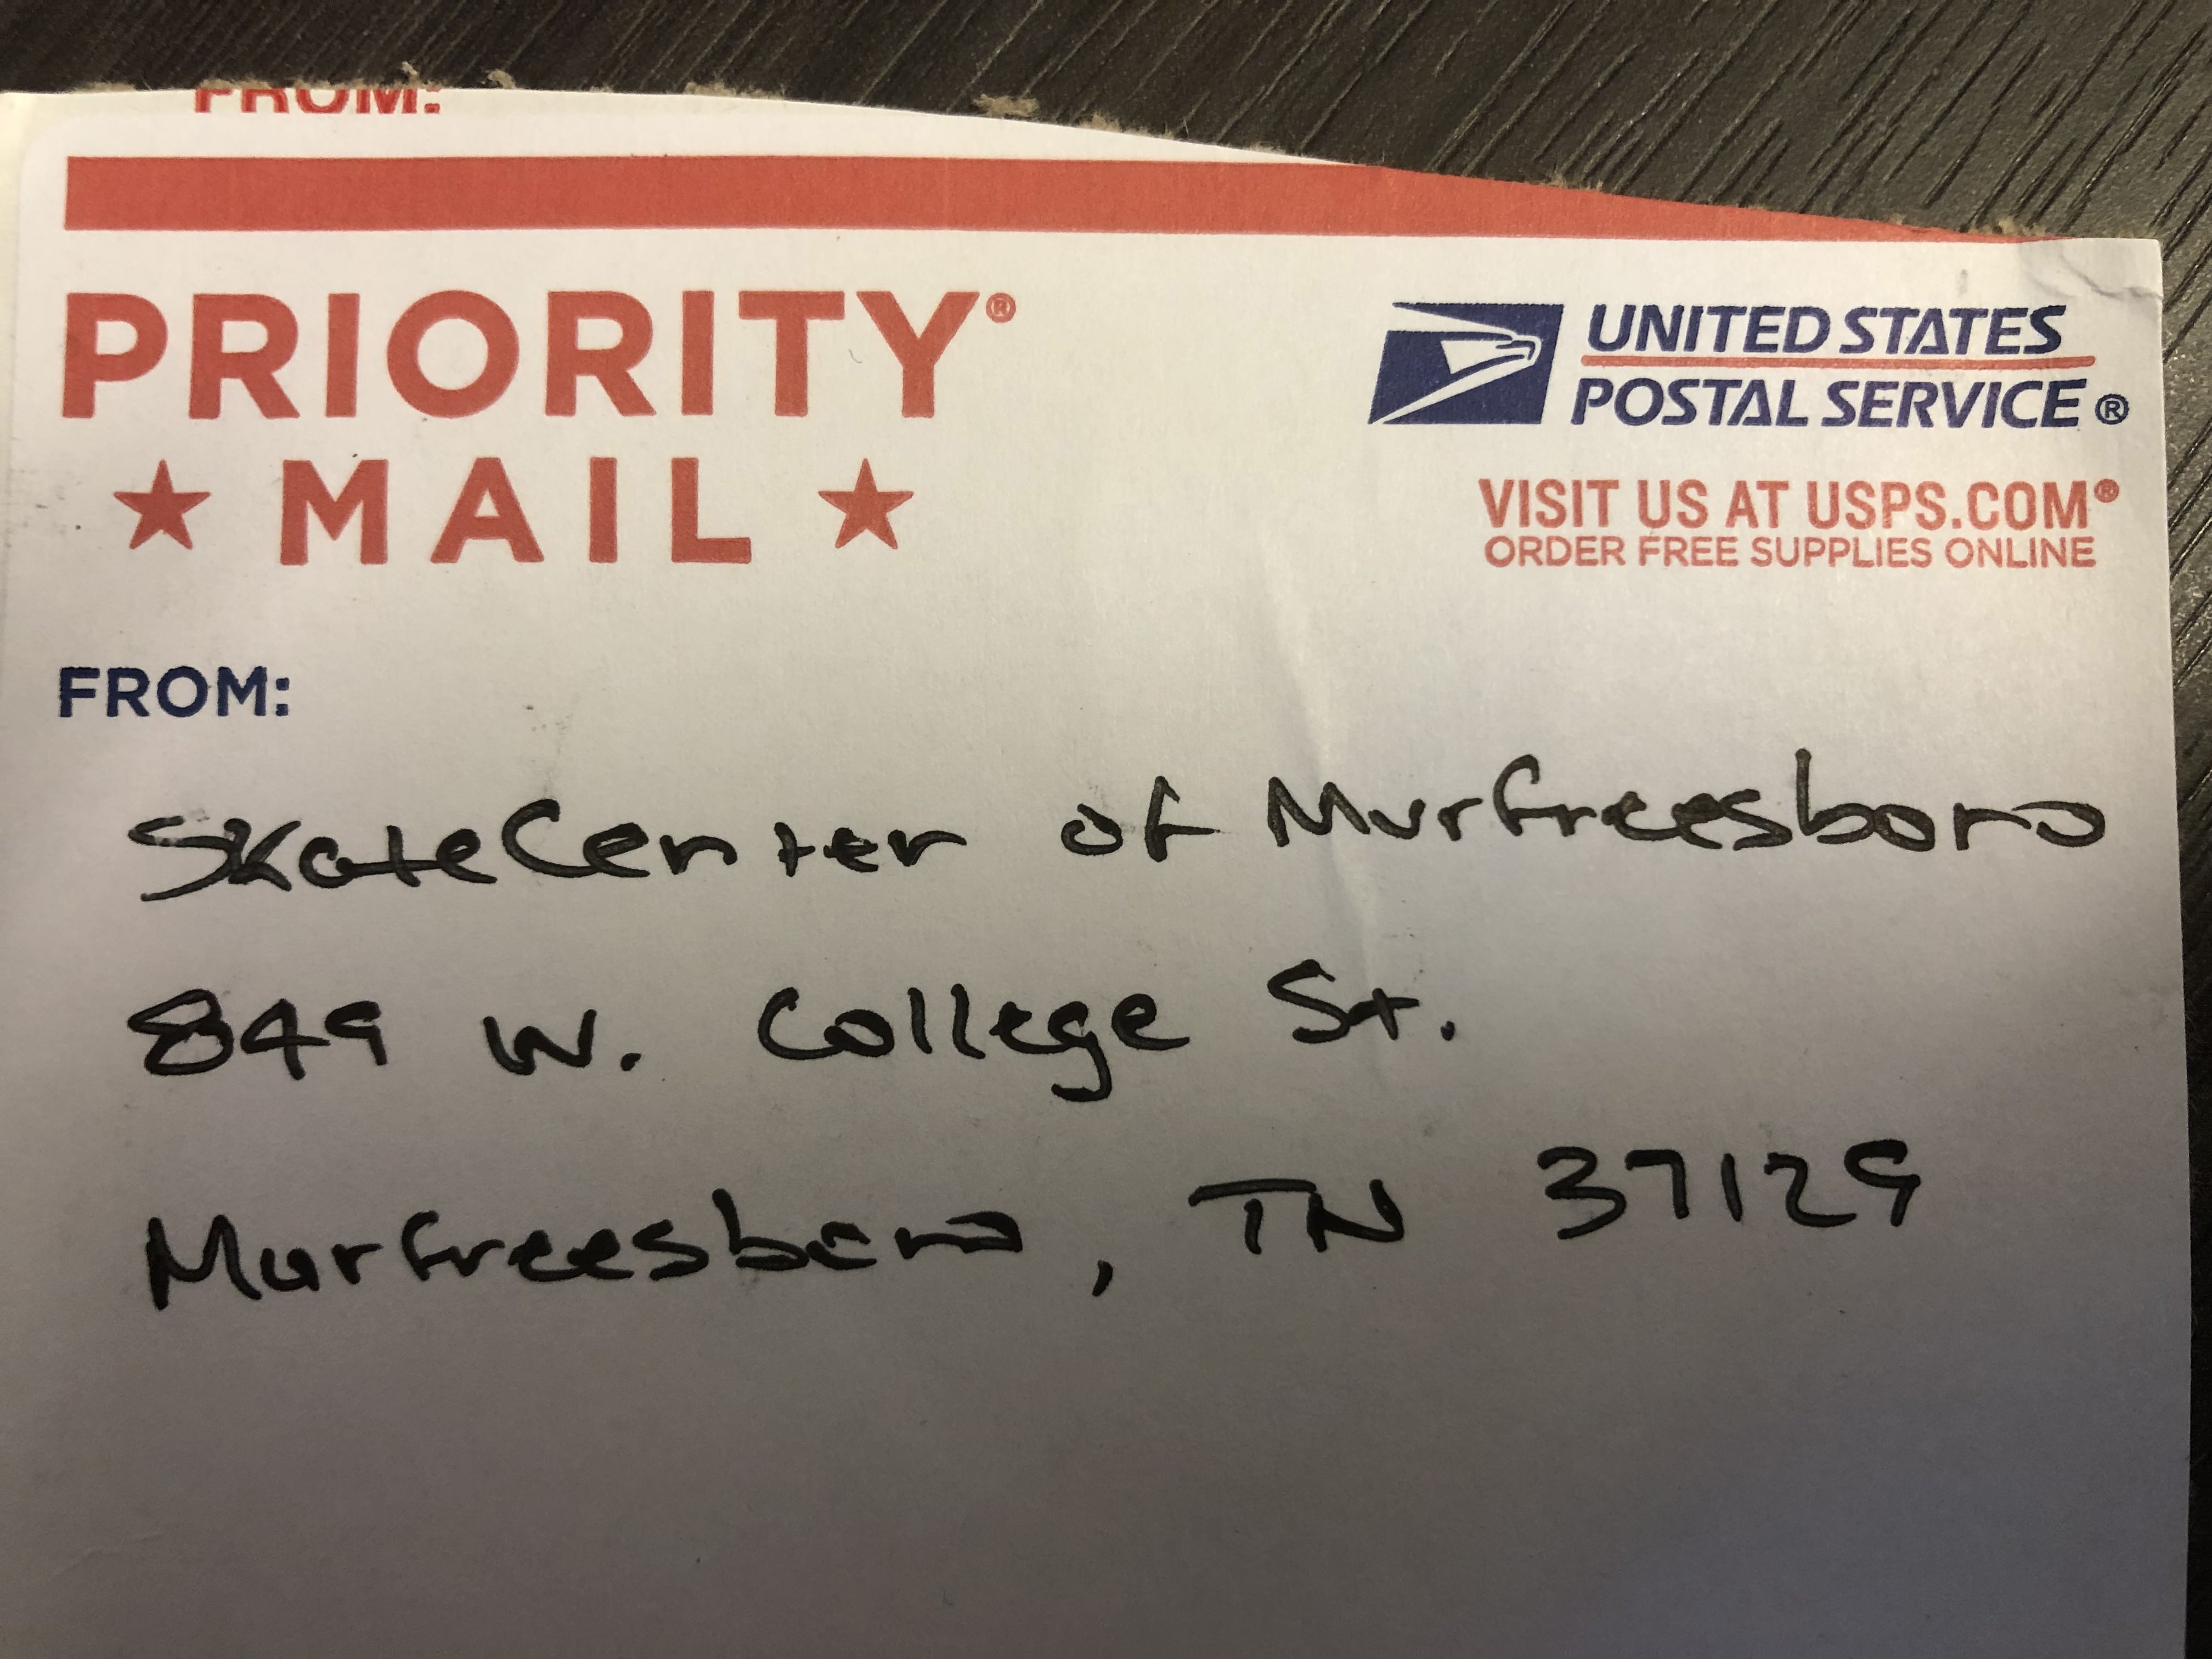 FROM:
PRIORITY®
★ MAIL ★
UNITED STATES
POSTAL SERVICE®
VISIT US AT USPS.COM®
ORDER FREE SUPPLIES ONLINE
FROM:
SkateCenter of Murfreesboro
849 W. College St.
Murfreesboro, TN 37129